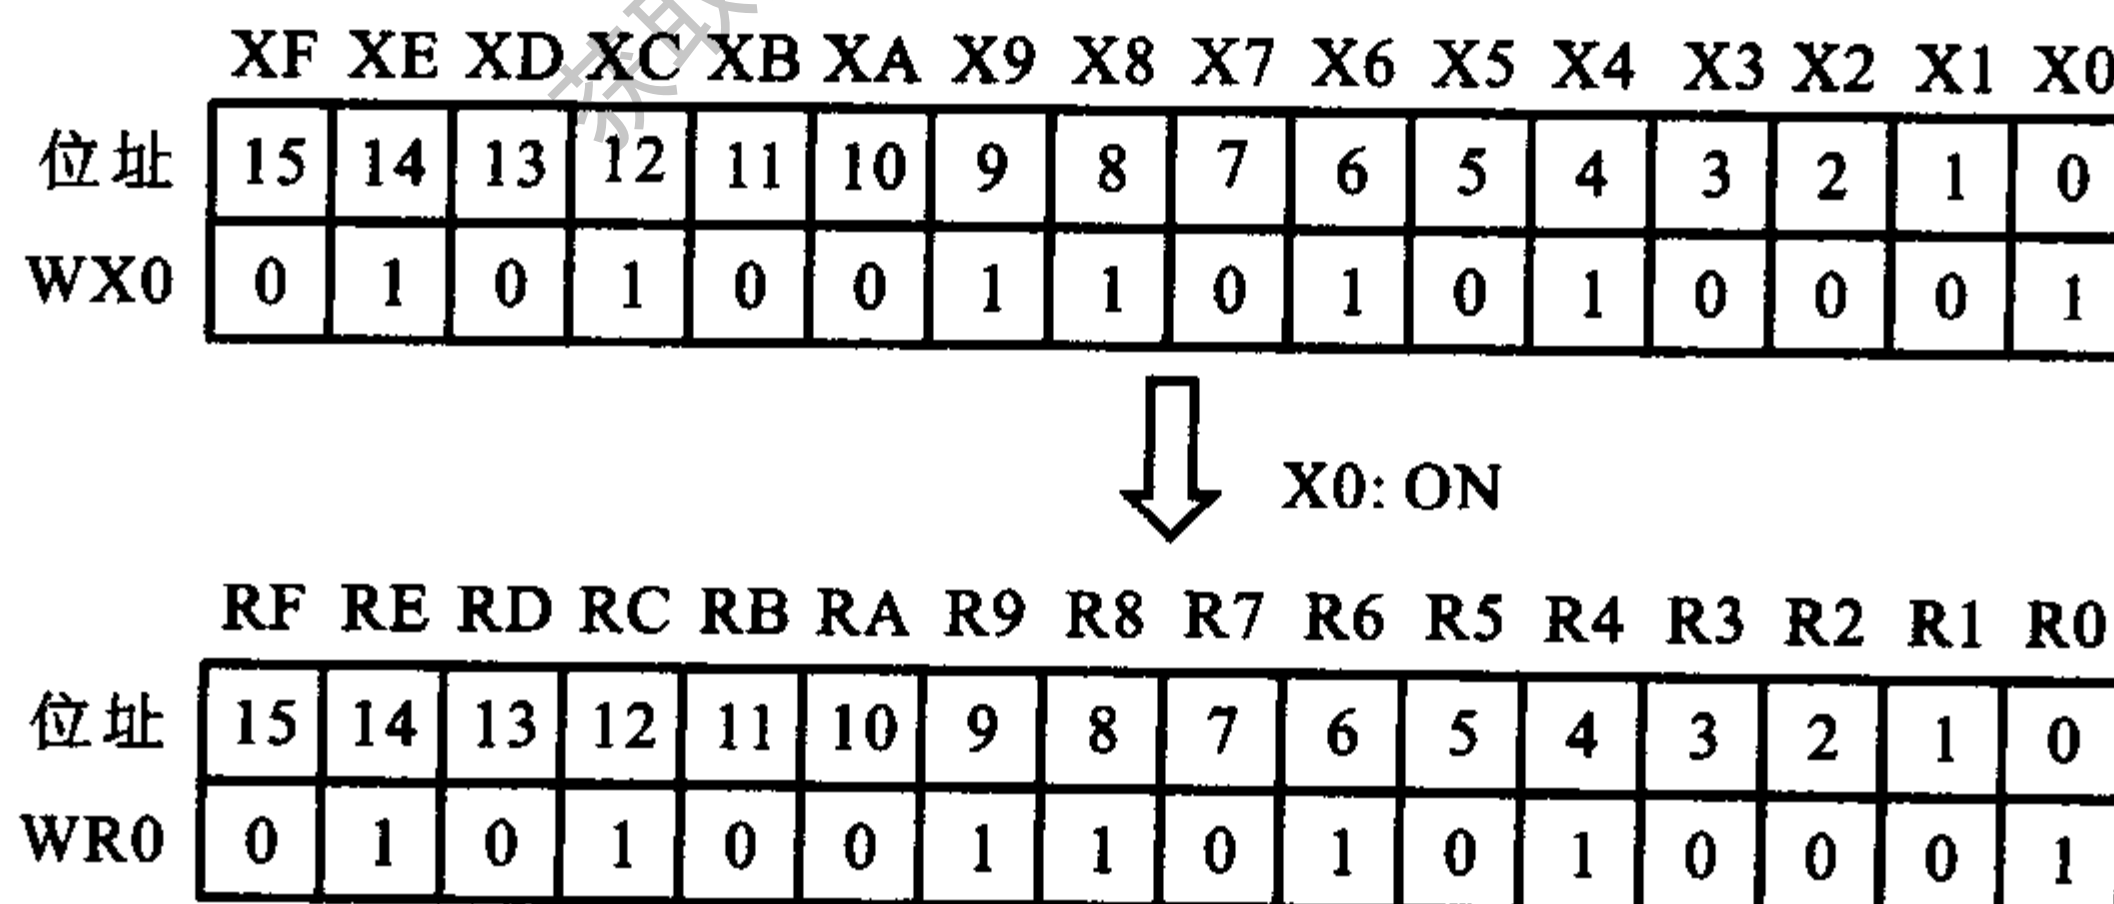 获取
XF XE XD XC XB XA X9 X8 X7 X6 X5 X4 X3 X2 X1 X0
位址 15 14 13 12 11 10 9 8 7 6 5 4 3 2 1 0
WX0 0 1 0 1 0 0 1 1 0 1 0 1 0 0 0 1
X0: ON
RF RE RD RC RB RA R9 R8 R7 R6 R5 R4 R3 R2 R1 R0
位址 15 14 13 12 11 10 9 8 7 6 5 4 3 2 1 0
WR0 0 1 0 1 0 0 1 1 0 1 0 1 0 0 0 1